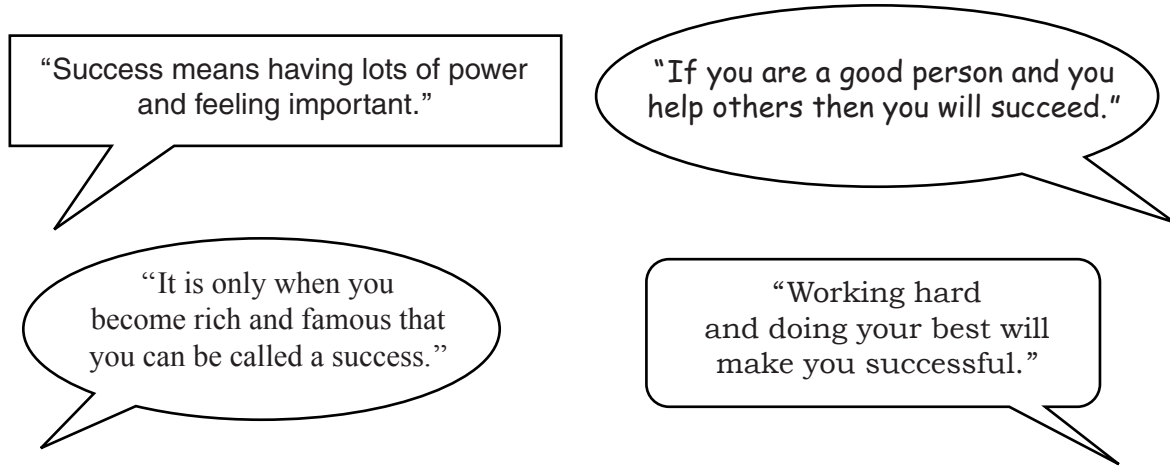 “Success means having lots of power
and feeling important.”
“If you are a good person and you
help others then you will succeed.”
“It is only when you
become rich and famous that
you can be called a success.”
“Working hard
and doing your best will
make you successful.”